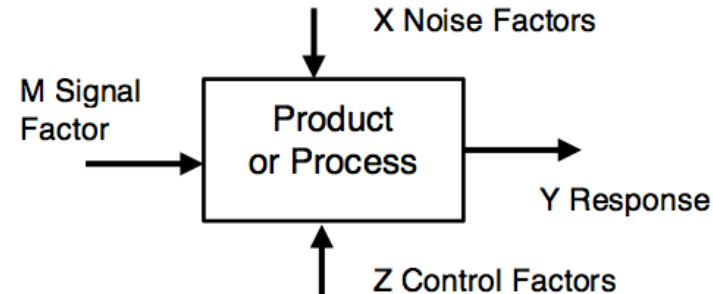 X Noise Factors
M Signal
Factor
Product
or Process
Y Response
Z Control Factors